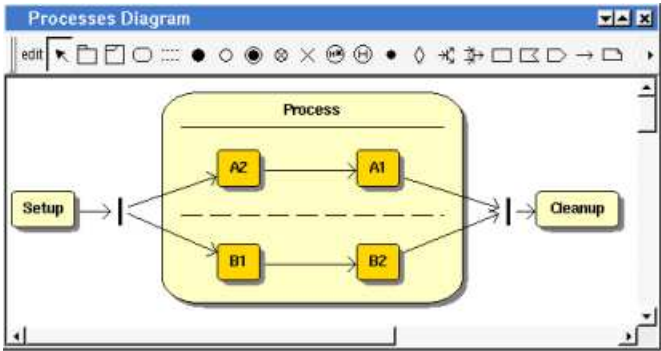 Processes Diagram
edit
Process
A2
A1
Setup
Cleanup
B1
B2